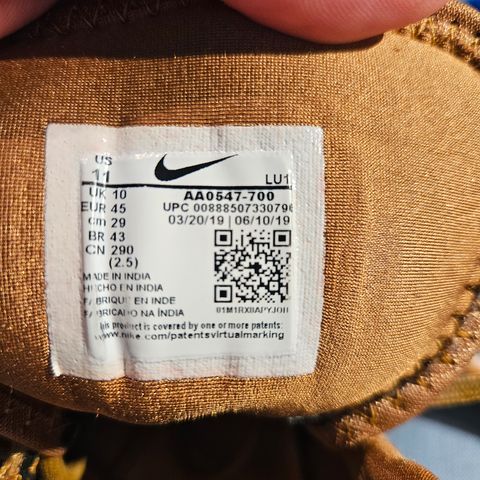 US
11
LU1
UK 10
AA0547-700
EUR 45
UPC 00888507330796
cm 29
03/20/19 | 06/10/19
BR 43
CN 290
(2.5)
MADE IN INDIA
HECHO EN INDIA
FABRIQUÉ EN INDE
FABRICADO NA ÍNDIA
This product is covered by one or more patents:
www.nike.com/patentsvirtualmarking